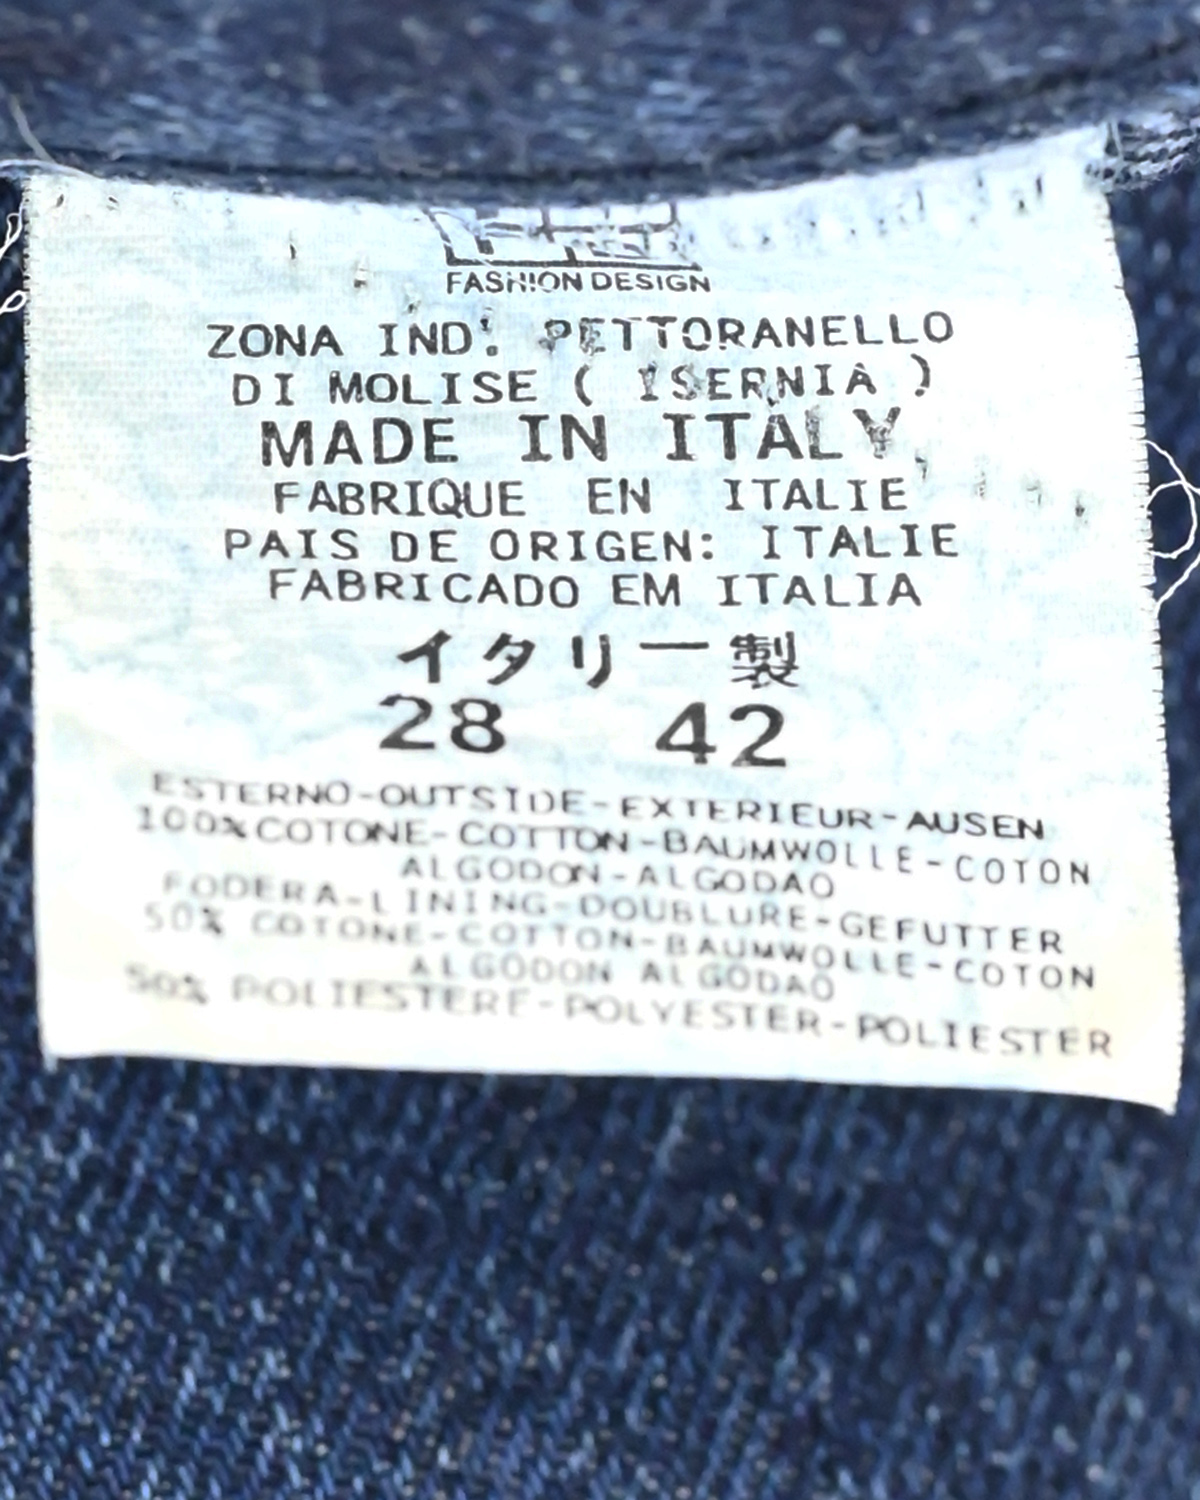 FASHION DESIGN
ZONA IND. PETTORANELLO
DI MOLISE ( ISERNIA )
MADE IN ITALY
FABRIQUE EN ITALIE
PAIS DE ORIGEN: ITALIE
FABRICADO EM ITALIA
イタリー製
28 42
ESTERNO-OUTSIDE-EXTERIEUR-AUSEN
100% COTONE-COTTON-BAUMWOLLE-COTON
ALGODON-ALGODAO
FODERA-LINING-DOUBLURE-GEFUTTER
50% COTONE-COTTON-BAUMWOLLE-COTON
ALGODON ALGODAO
50% POLIESTERE-POLYESTER-POLIESTER